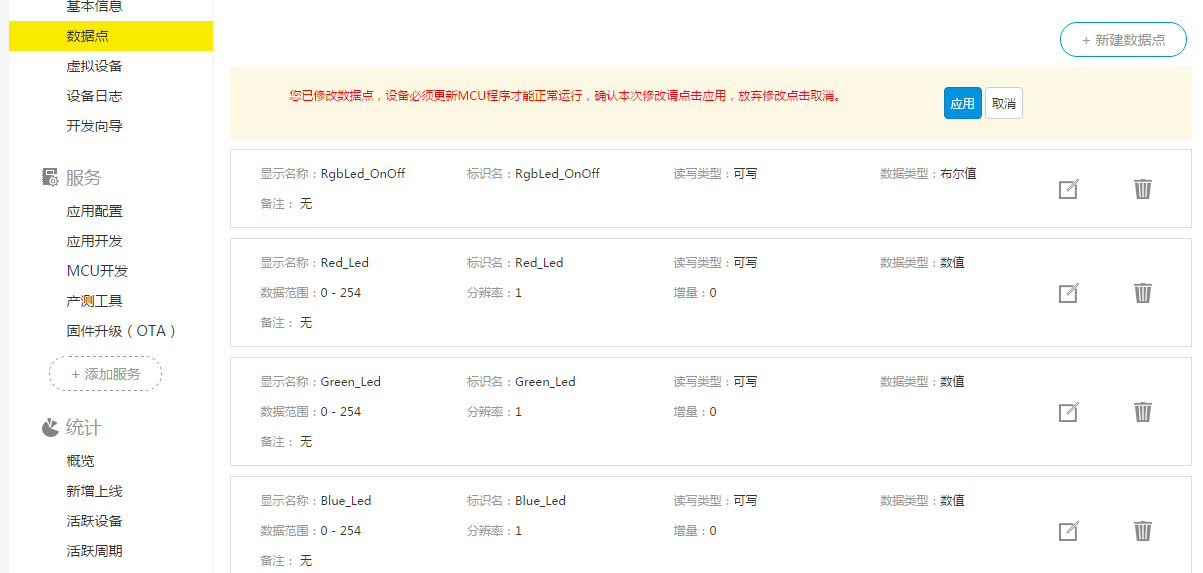 基本信息
数据点
虚拟设备
设备日志
开发向导
服务
应用配置
应用开发
MCU开发
产测工具
固件升级（OTA）
+ 添加服务
统计
概览
新增上线
活跃设备
活跃周期
+ 新建数据点
您已修改数据点，设备必须更新MCU程序才能正常运行，确认本次修改请点击应用，放弃修改点击取消。
应用 取消
显示名称：RgbLed_OnOff 标识名：RgbLed_OnOff 读写类型：可写 数据类型：布尔值
备注： 无
显示名称：Red_Led 标识名：Red_Led 读写类型：可写 数据类型：数值
数据范围：0 - 254 分辨率：1 增量：0
备注： 无
显示名称：Green_Led 标识名：Green_Led 读写类型：可写 数据类型：数值
数据范围：0 - 254 分辨率：1 增量：0
备注： 无
显示名称：Blue_Led 标识名：Blue_Led 读写类型：可写 数据类型：数值
数据范围：0 - 254 分辨率：1 增量：0
备注： 无